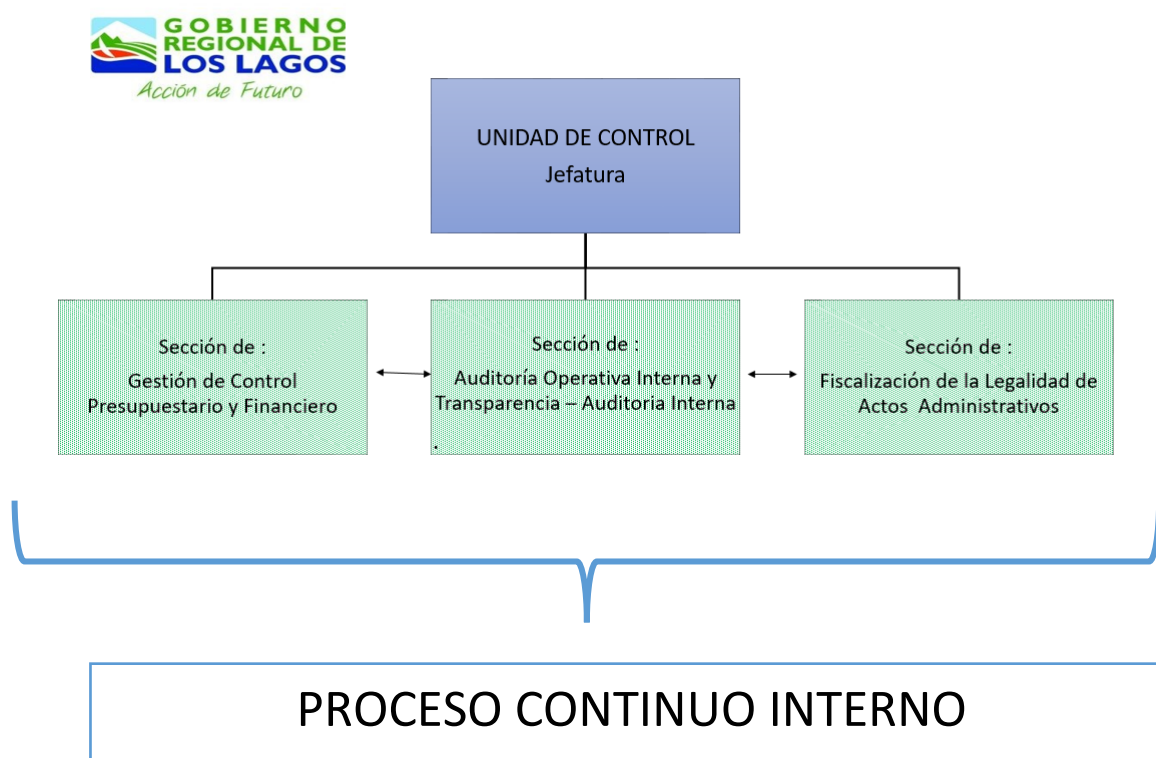 GOBIERNO
REGIONAL DE
LOS LAGOS
Acción de Futuro
UNIDAD DE CONTROL
Jefatura
Sección de :
Gestión de Control
Presupuestario y Financiero
Sección de :
Auditoría Operativa Interna y
Transparencia – Auditoria Interna
.
Sección de :
Fiscalización de la Legalidad de
Actos Administrativos
PROCESO CONTINUO INTERNO